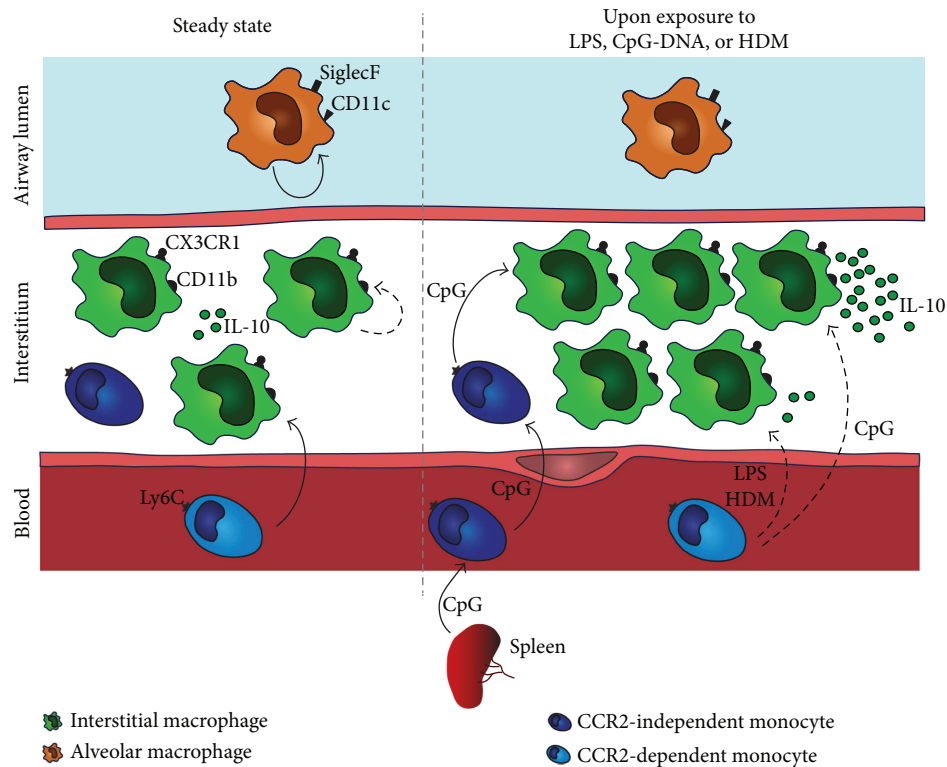 Steady state
Upon exposure to
LPS, CpG-DNA, or HDM
Airway lumen
SiglecF
CD11c
Interstitium
CX3CR1
CD11b
IL-10
CpG
IL-10
CpG
Blood
Ly6C
CpG
LPS
HDM
CpG
Spleen
Interstitial macrophage
Alveolar macrophage
CCR2-independent monocyte
CCR2-dependent monocyte